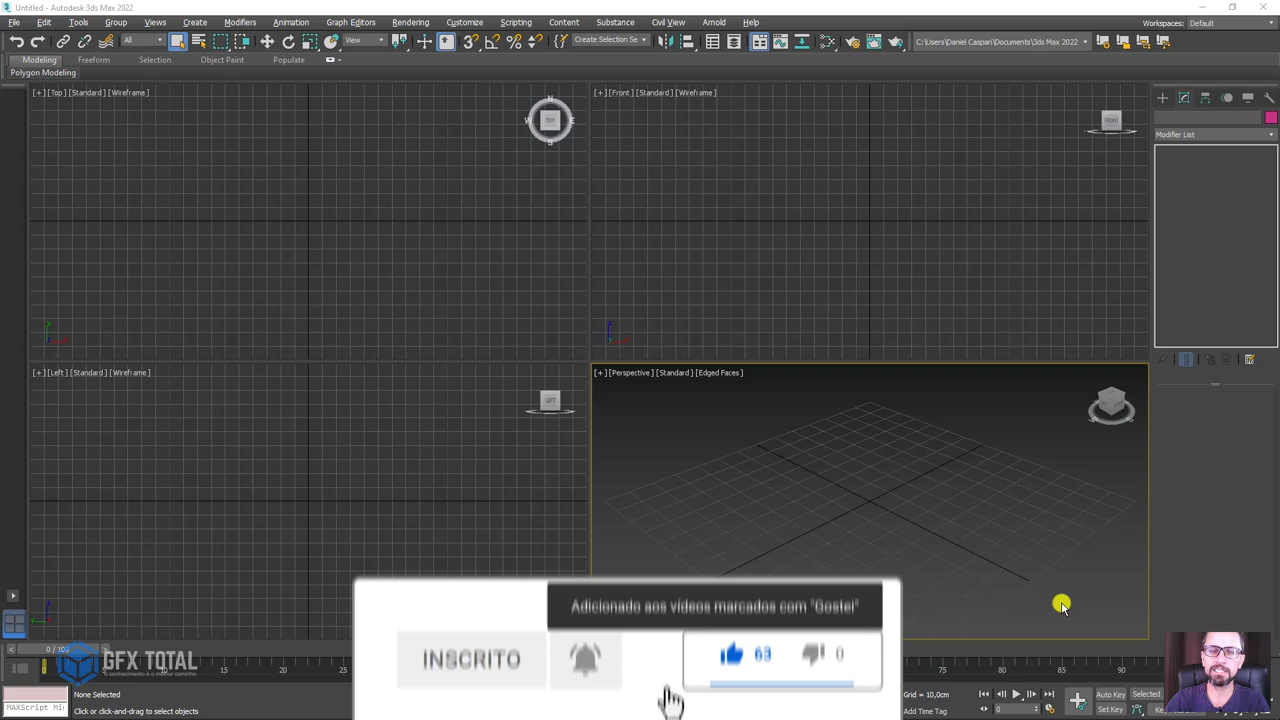 Untitled - Autodesk 3ds Max 2022
File Edit Tools Group Views Create Modifiers Animation Graph Editors Rendering Customize Scripting Content Substance Civil View Arnold Help
Workspaces: Default
All View Create Selection Se C:\Users\Daniel Caspari\Documents\3ds Max 2022
Modeling Freeform Selection Object Paint Populate
Polygon Modeling
[+] [Top] [Standard] [Wireframe]
N
W TOP E
S
[+] [Front] [Standard] [Wireframe]
FRONT
Modifier List
y
x
z
x
[+] [Left] [Standard] [Wireframe]
LEFT
[+] [Perspective] [Standard] [Edged Faces]
z
y
Adicionado aos vídeos marcados com "Gostei"
INSCRITO
63 0
0 / 100
0 15 20 25 75 80 85 90
GFX TOTAL
None Selected
Grid = 10,0cm
Auto Key Selected
MAXScript Mi
Click or click-and-drag to select objects
Add Time Tag
0
Set Key